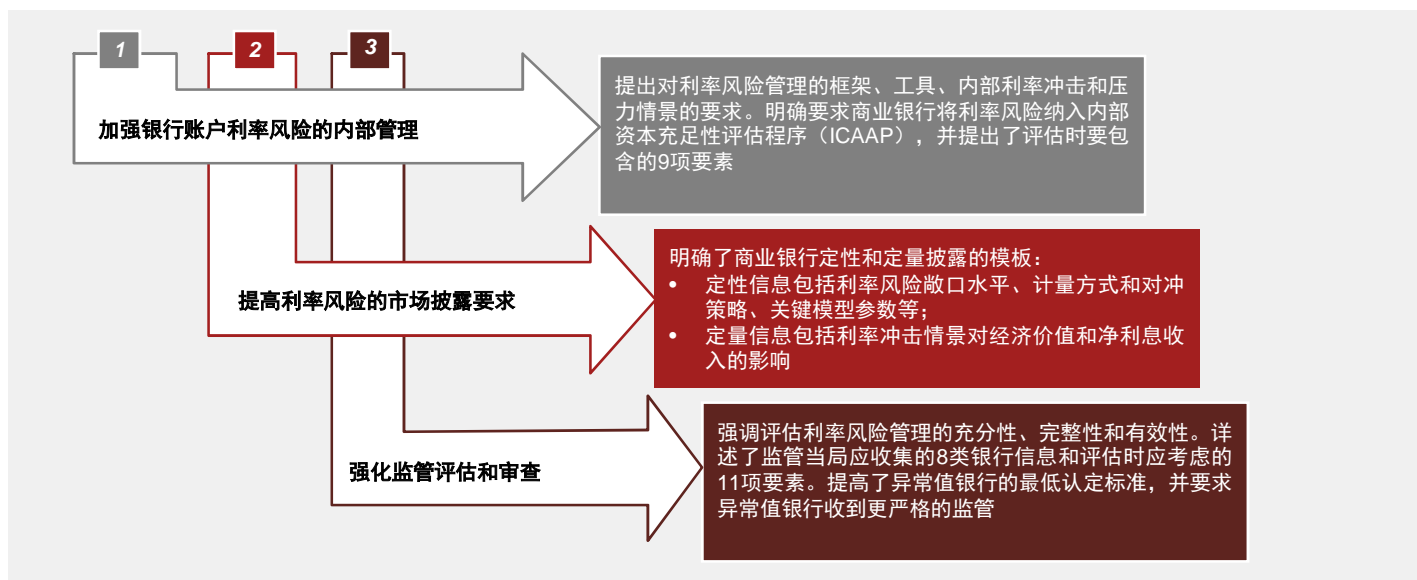 1
2
3
加强银行账户利率风险的内部管理
提出对利率风险管理的框架、工具、内部利率冲击和压
力情景的要求。明确要求商业银行将利率风险纳入内部
资本充足性评估程序（ICAAP），并提出了评估时要包
含的9项要素
提高利率风险的市场披露要求
明确了商业银行定性和定量披露的模板：
• 定性信息包括利率风险敞口水平、计量方式和对冲
策略、关键模型参数等；
• 定量信息包括利率冲击情景对经济价值和净利息收
入的影响
强化监管评估和审查
强调评估利率风险管理的充分性、完整性和有效性。详
述了监管当局应收集的8类银行信息和评估时应考虑的
11项要素。提高了异常值银行的最低认定标准，并要求
异常值银行收到更严格的监管